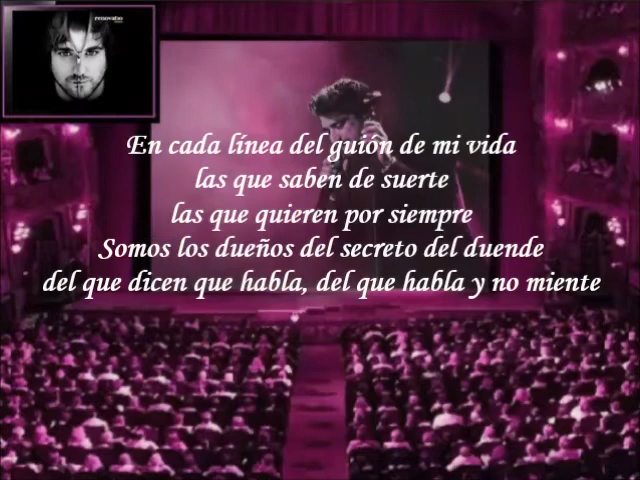 En cada línea del guión de mi vida
las que saben de suerte
las que quieren por siempre
Somos los dueños del secreto del duende
del que dicen que habla, del que habla y no miente